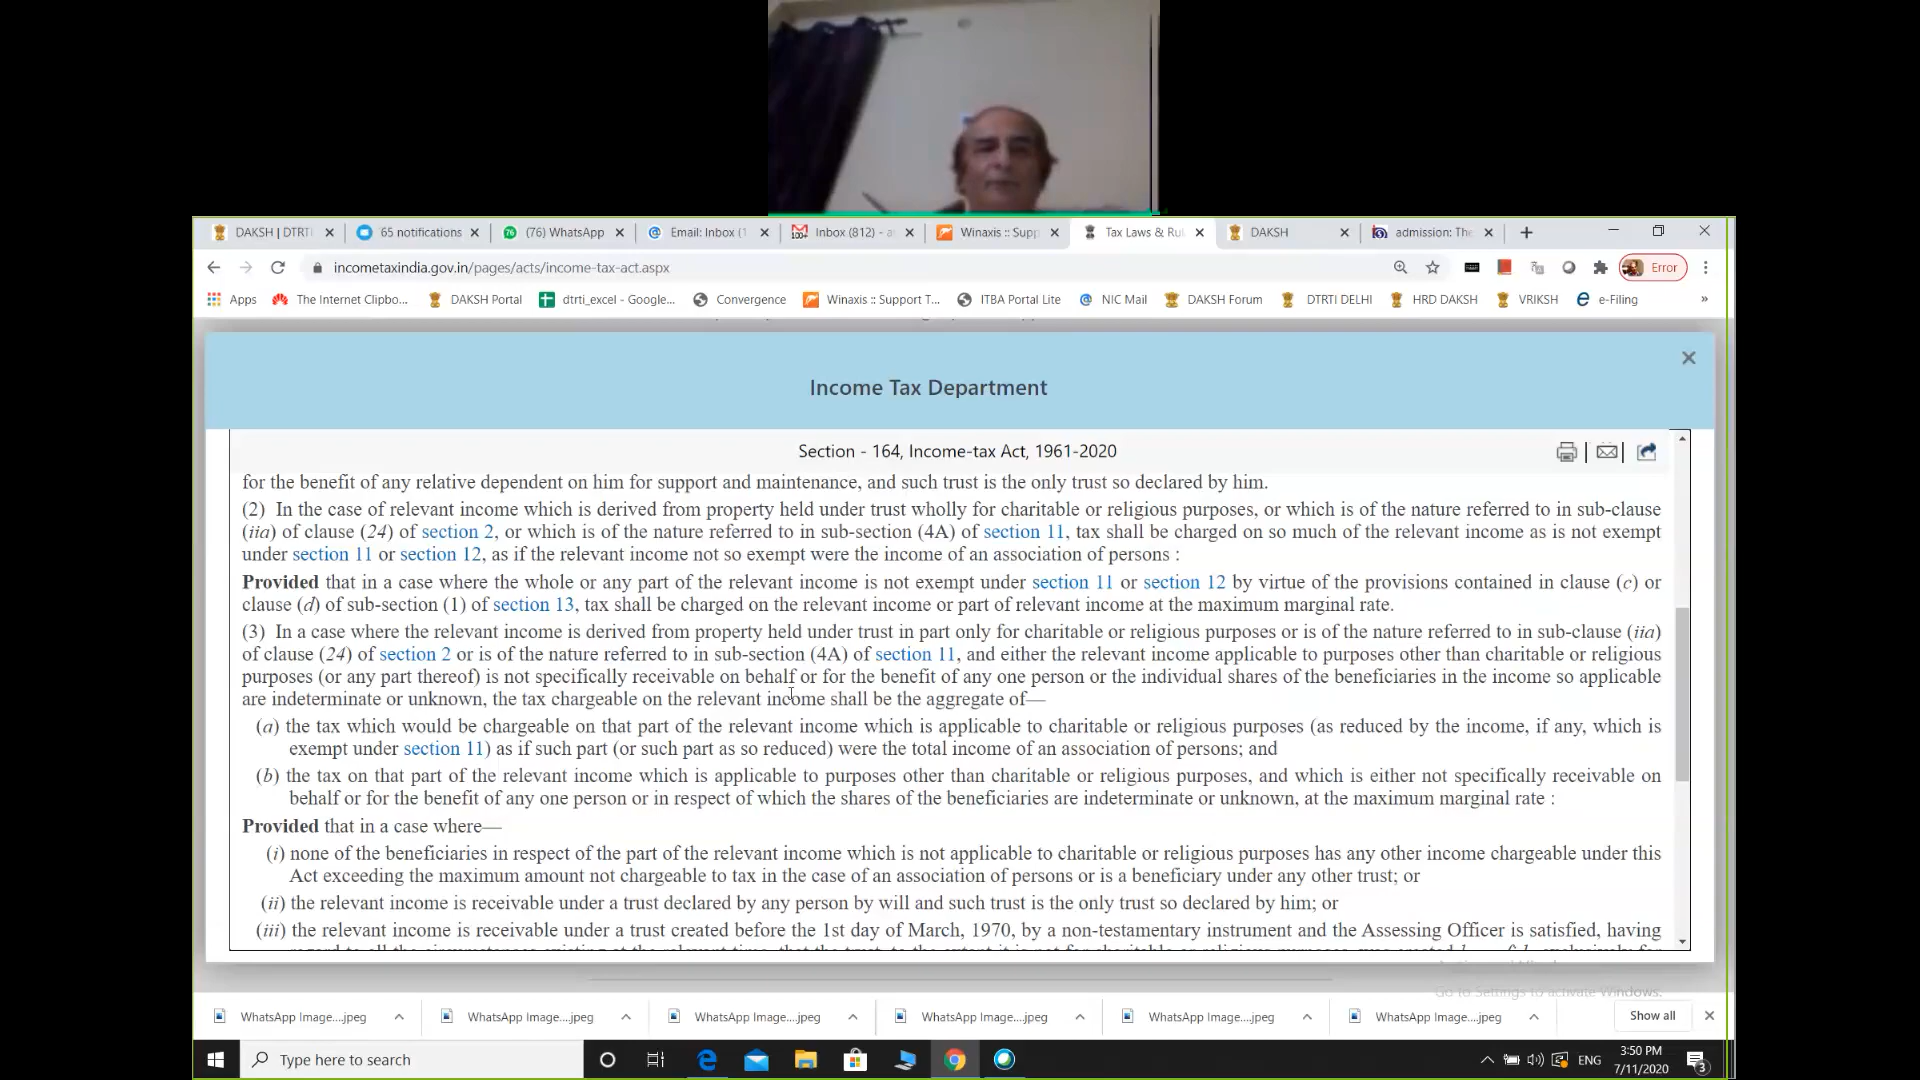 DAKSH | DTRTI
65 notifications
(76) WhatsApp
Email: Inbox (1
Inbox (812) - a
Winaxis :: Supp
Tax Laws & Rul
DAKSH
admission: The
incometaxindia.gov.in/pages/acts/income-tax-act.aspx
Error
Apps
The Internet Clipbo...
DAKSH Portal
dtrti_excel - Google...
Convergence
Winaxis :: Support T...
ITBA Portal Lite
NIC Mail
DAKSH Forum
DTRTI DELHI
HRD DAKSH
VRIKSH
e-Filing
»
Income Tax Department
Section - 164, Income-tax Act, 1961-2020
for the benefit of any relative dependent on him for support and maintenance, and such trust is the only trust so declared by him.
(2) In the case of relevant income which is derived from property held under trust wholly for charitable or religious purposes, or which is of the nature referred to in sub-clause
(iia) of clause (24) of section 2, or which is of the nature referred to in sub-section (4A) of section 11, tax shall be charged on so much of the relevant income as is not exempt
under section 11 or section 12, as if the relevant income not so exempt were the income of an association of persons :
Provided that in a case where the whole or any part of the relevant income is not exempt under section 11 or section 12 by virtue of the provisions contained in clause (c) or
clause (d) of sub-section (1) of section 13, tax shall be charged on the relevant income or part of relevant income at the maximum marginal rate.
(3) In a case where the relevant income is derived from property held under trust in part only for charitable or religious purposes or is of the nature referred to in sub-clause (iia)
of clause (24) of section 2 or is of the nature referred to in sub-section (4A) of section 11, and either the relevant income applicable to purposes other than charitable or religious
purposes (or any part thereof) is not specifically receivable on behalf or for the benefit of any one person or the individual shares of the beneficiaries in the income so applicable
are indeterminate or unknown, the tax chargeable on the relevant income shall be the aggregate of—
(a) the tax which would be chargeable on that part of the relevant income which is applicable to charitable or religious purposes (as reduced by the income, if any, which is
exempt under section 11) as if such part (or such part as so reduced) were the total income of an association of persons; and
(b) the tax on that part of the relevant income which is applicable to purposes other than charitable or religious purposes, and which is either not specifically receivable on
behalf or for the benefit of any one person or in respect of which the shares of the beneficiaries are indeterminate or unknown, at the maximum marginal rate :
Provided that in a case where—
(i) none of the beneficiaries in respect of the part of the relevant income which is not applicable to charitable or religious purposes has any other income chargeable under this
Act exceeding the maximum amount not chargeable to tax in the case of an association of persons or is a beneficiary under any other trust; or
(ii) the relevant income is receivable under a trust declared by any person by will and such trust is the only trust so declared by him; or
(iii) the relevant income is receivable under a trust created before the 1st day of March, 1970, by a non-testamentary instrument and the Assessing Officer is satisfied, having
Go to Settings to activate Windows.
WhatsApp Image....jpeg
WhatsApp Image....jpeg
WhatsApp Image....jpeg
WhatsApp Image....jpeg
WhatsApp Image....jpeg
WhatsApp Image....jpeg
Show all
Type here to search
ENG
3:50 PM
7/11/2020
3